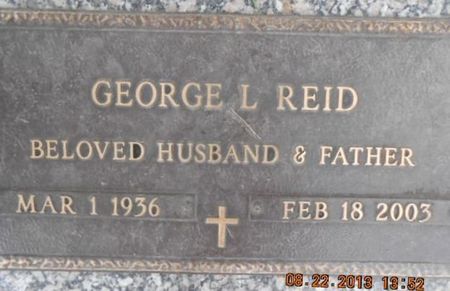 GEORGE L REID
BELOVED HUSBAND & FATHER
MAR 1 1936 FEB 18 2003
08.22.2013 13:52